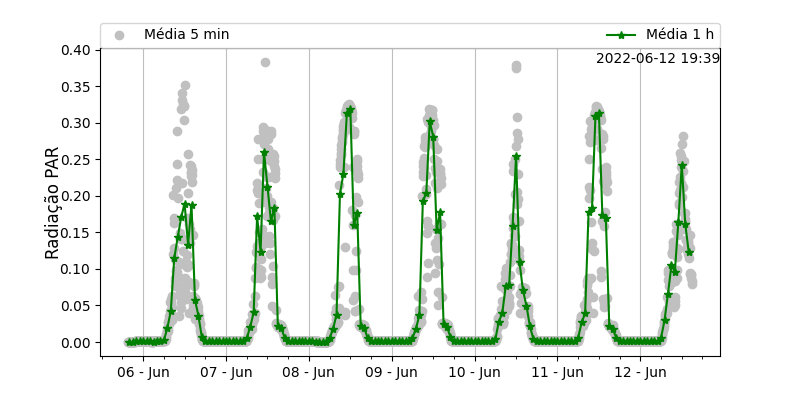 Média 5 min
Média 1 h
2022-06-12 19:39
Radiação PAR
0.40
0.35
0.30
0.25
0.20
0.15
0.10
0.05
0.00
06 - Jun
07 - Jun
08 - Jun
09 - Jun
10 - Jun
11 - Jun
12 - Jun